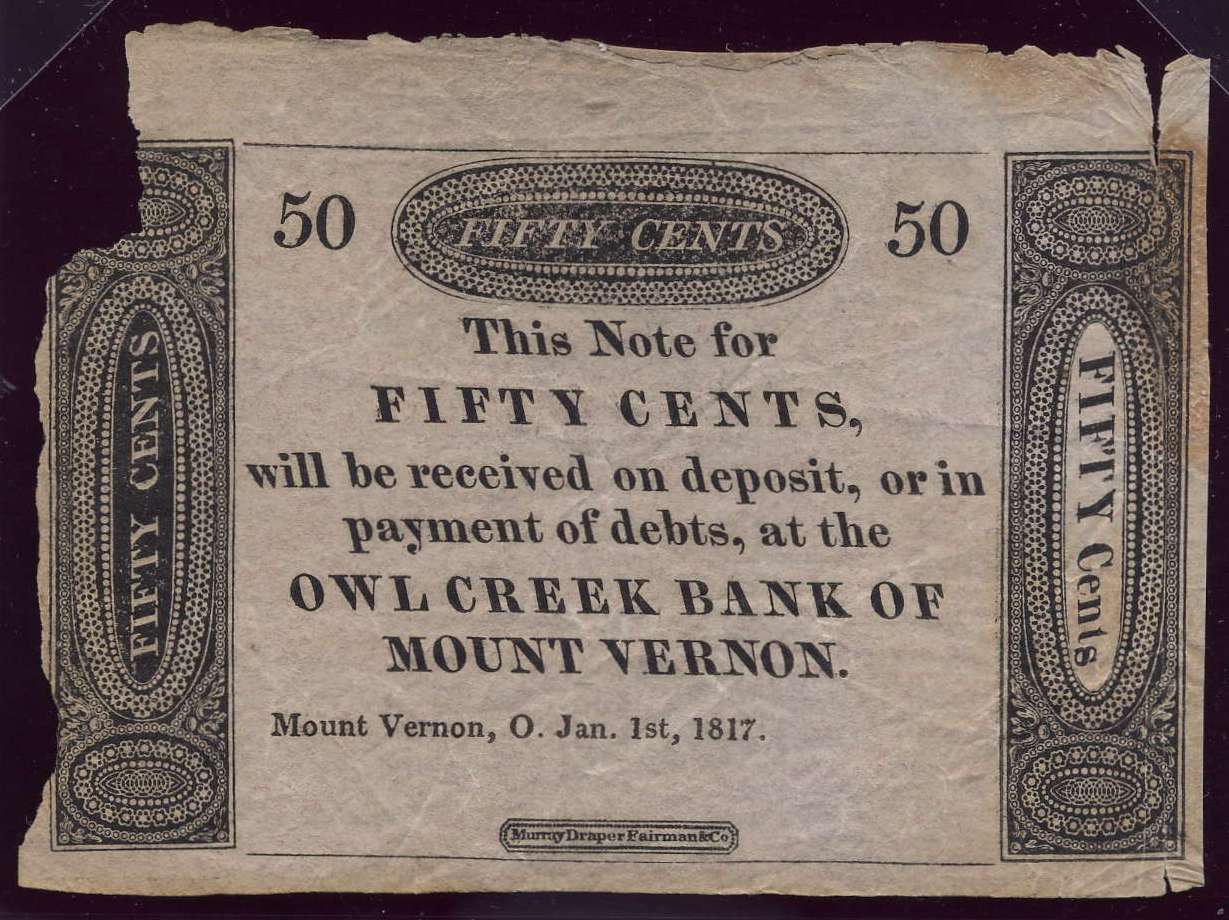 50 FIFTY CENTS 50
This Note for
FIFTY CENTS,
will be received on deposit, or in
payment of debts, at the
OWL CREEK BANK OF
MOUNT VERNON.
Mount Vernon, O. Jan. 1st, 1817.
Murray Draper Fairman & Co
FIFTY CENTS
FIFTY Cents